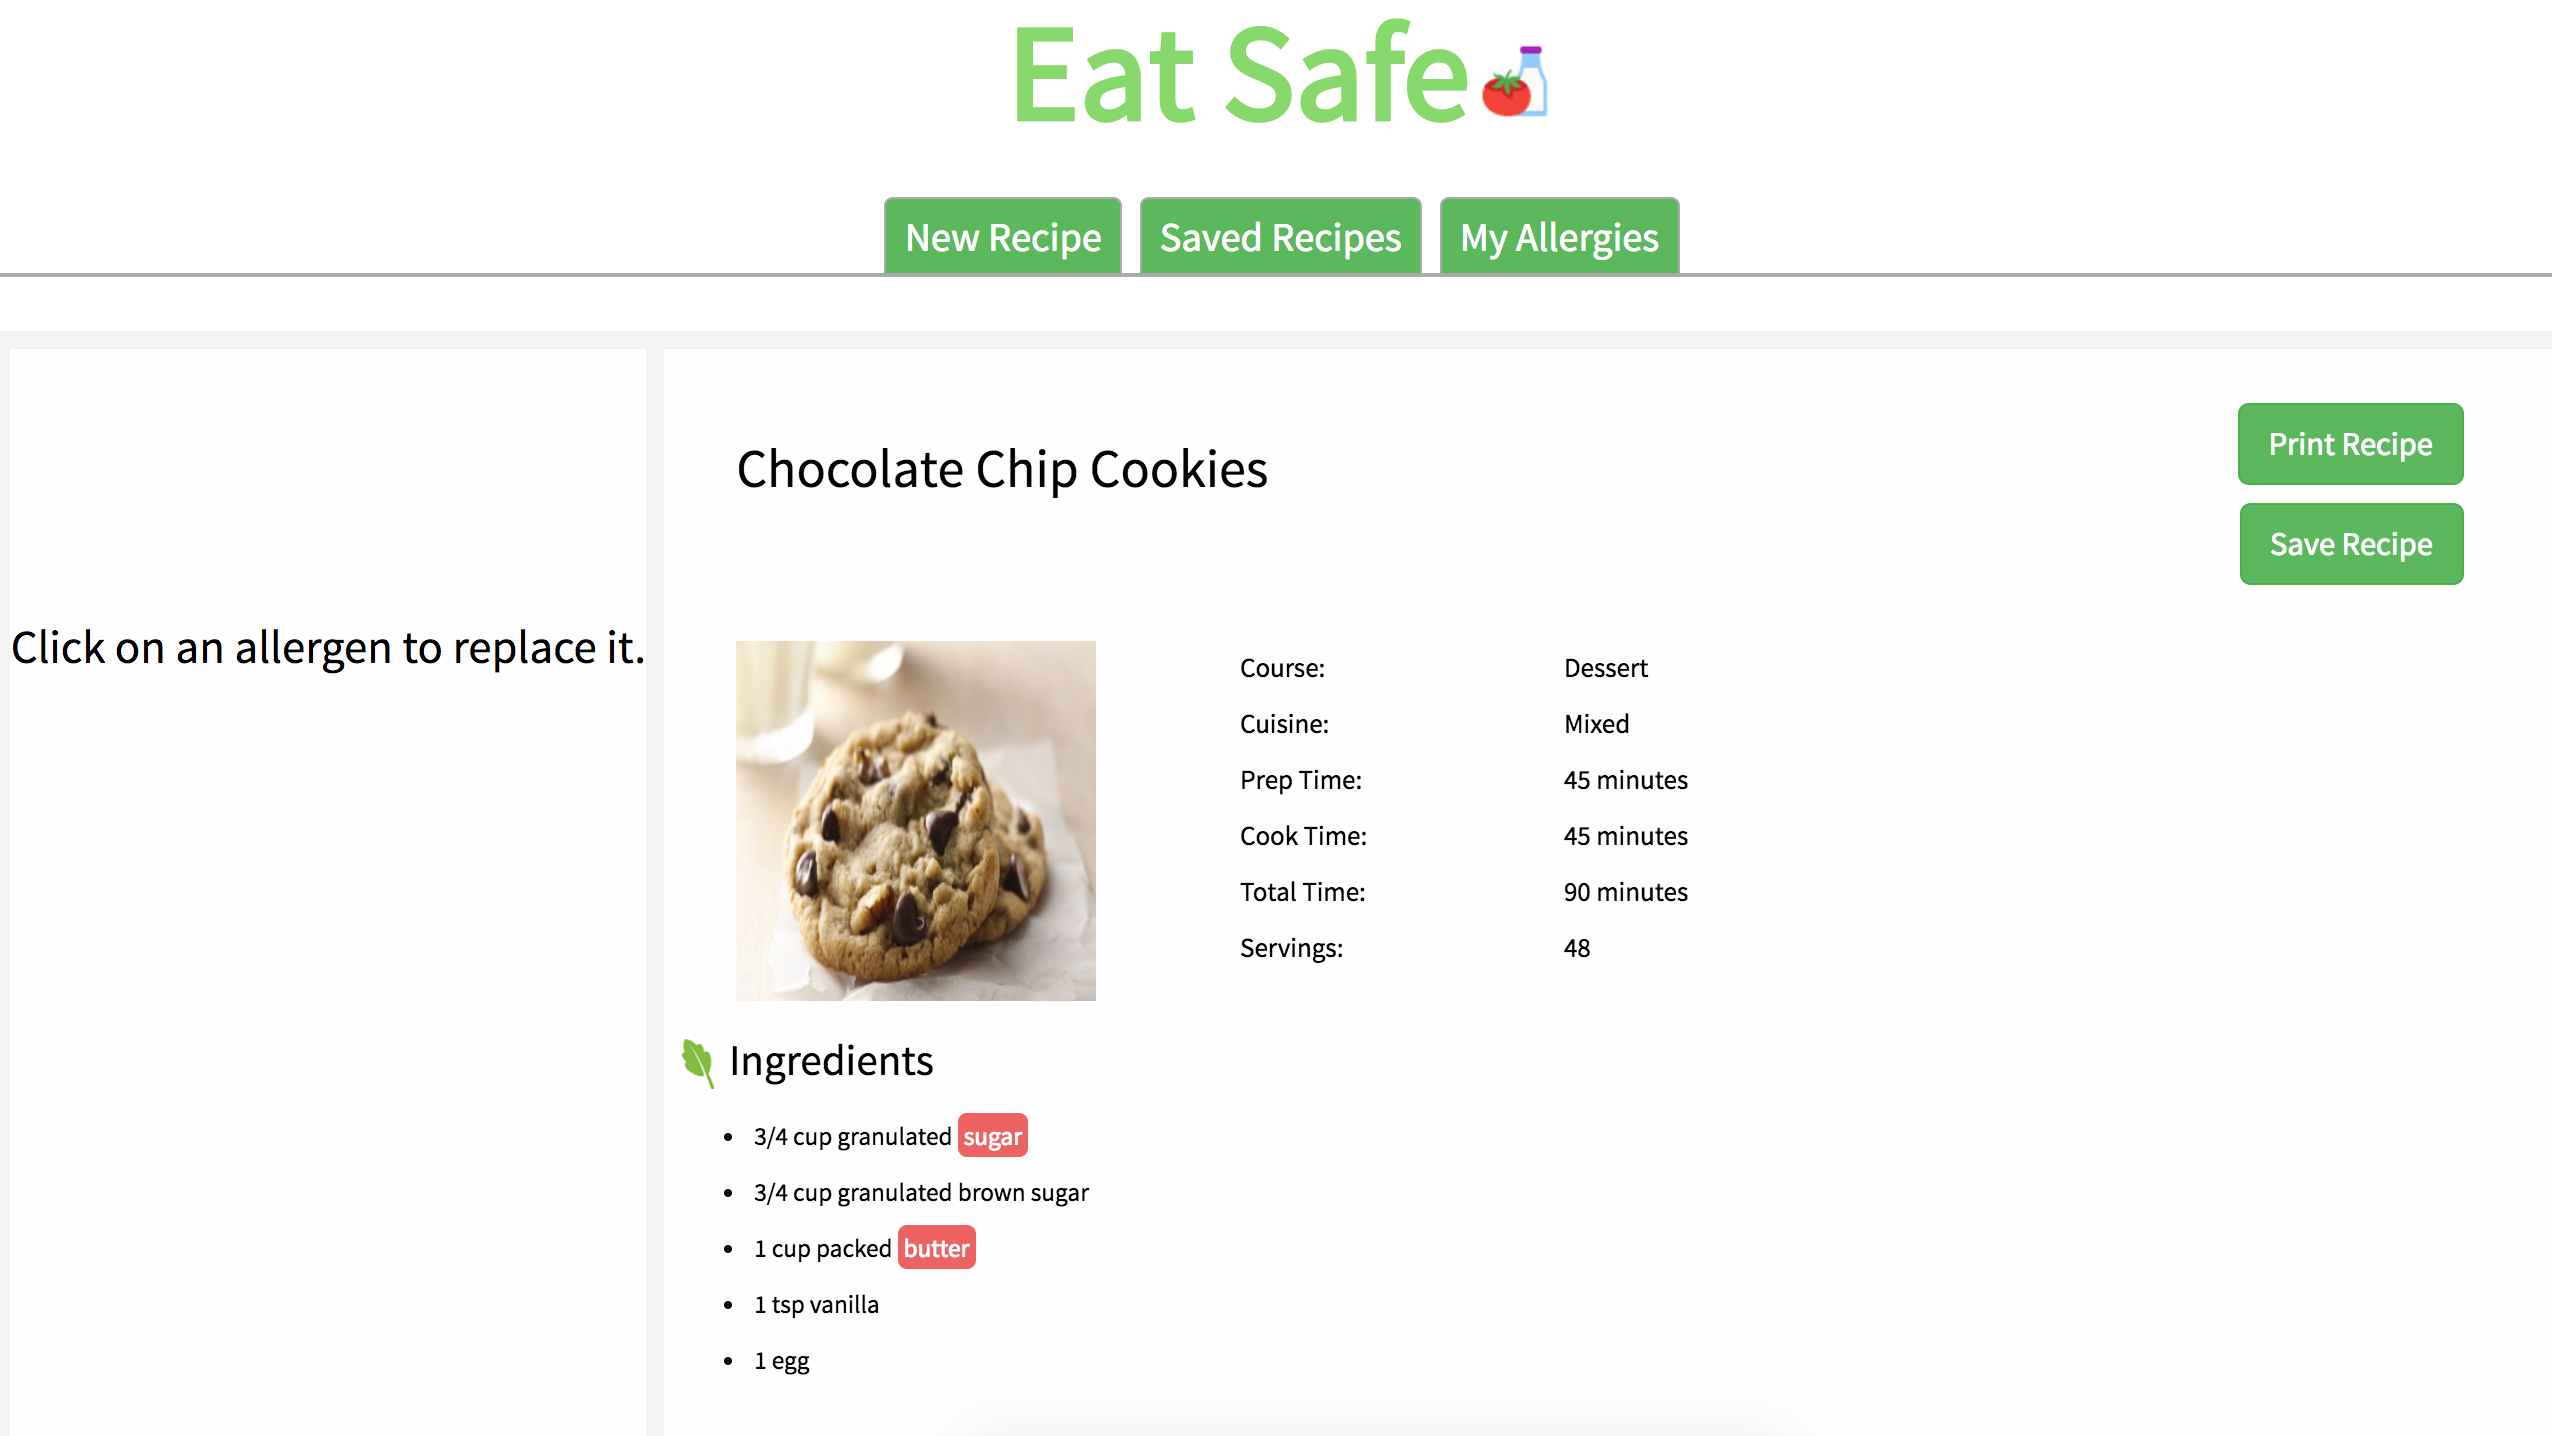 Eat Safe
New Recipe Saved Recipes My Allergies
Click on an allergen to replace it.
Chocolate Chip Cookies
Print Recipe
Save Recipe
Course: Dessert
Cuisine: Mixed
Prep Time: 45 minutes
Cook Time: 45 minutes
Total Time: 90 minutes
Servings: 48
Ingredients
• 3/4 cup granulated sugar
• 3/4 cup granulated brown sugar
• 1 cup packed butter
• 1 tsp vanilla
• 1 egg